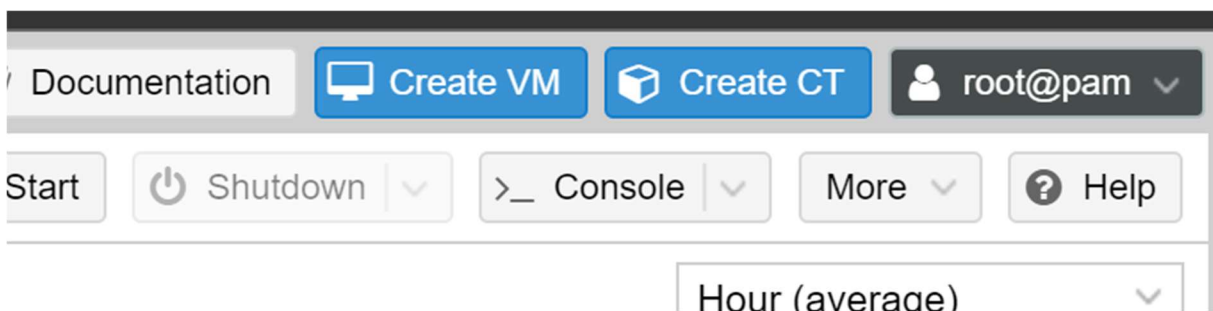 Documentation Create VM Create CT root@pam
Start Shutdown >_ Console More Help
Hour (average)